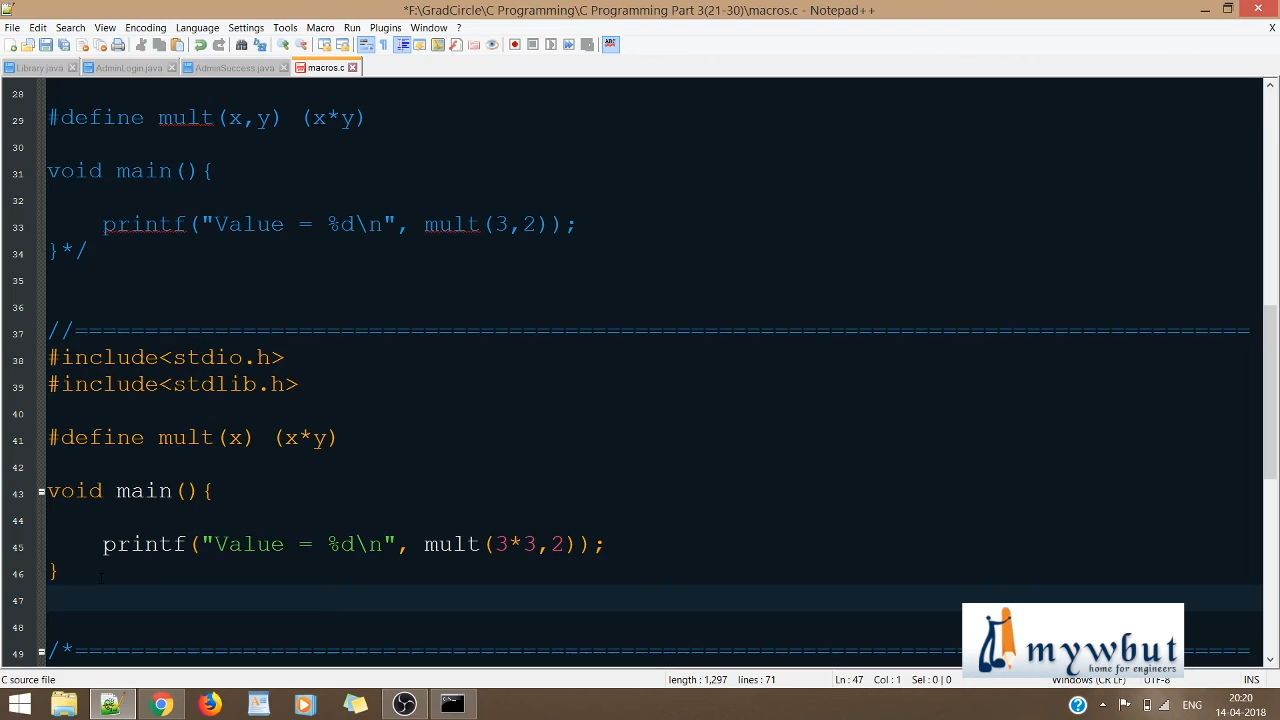 *F:\GradCircle\C Programming\C Programming Part 3(21-30)\macros.c - Notepad++
File Edit Search View Encoding Language Settings Tools Macro Run Plugins Window ? X
Library.java AdminLogin.java AdminSuccess.java macros.c
28
29 #define mult(x,y) (x*y)
30
31 void main(){
32
33 printf("Value = %d\n", mult(3,2));
34 }*/
35
36
37 //======================================================================================
38 #include<stdio.h>
39 #include<stdlib.h>
40
41 #define mult(x) (x*y)
42
43 void main(){
44
45 printf("Value = %d\n", mult(3*3,2));
46 }
47
48
49 /*======================================================================================
mywbut
home for engineers
C source file length : 1,297 lines : 71 Ln : 47 Col : 1 Sel : 0 | 0 Windows (CR LF) UTF-8 INS
ENG 20:20
14-04-2018